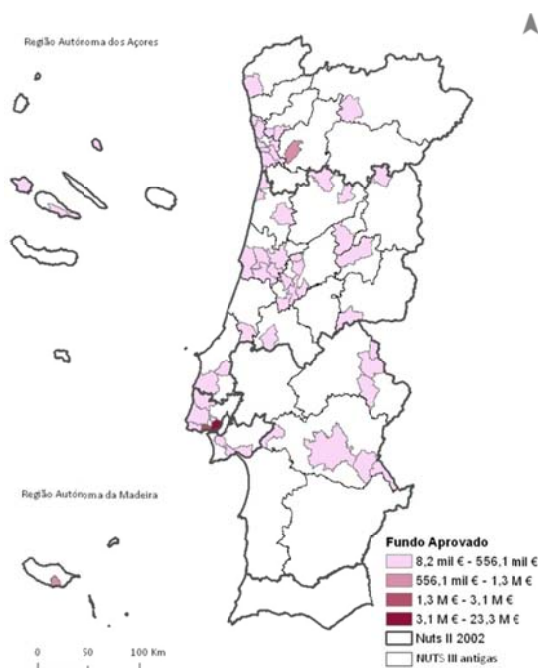 Região Autóroma dos Açores
Região Autónoma da Madeira
Fundo Aprovado
8,2 mil € - 556,1 mil €
556,1 mil € - 1,3 M €
1,3 M € - 3,1 M €
3,1 M € - 23,3 M €
Nuts II 2002
NUTS III antigas
0 50 100 Km